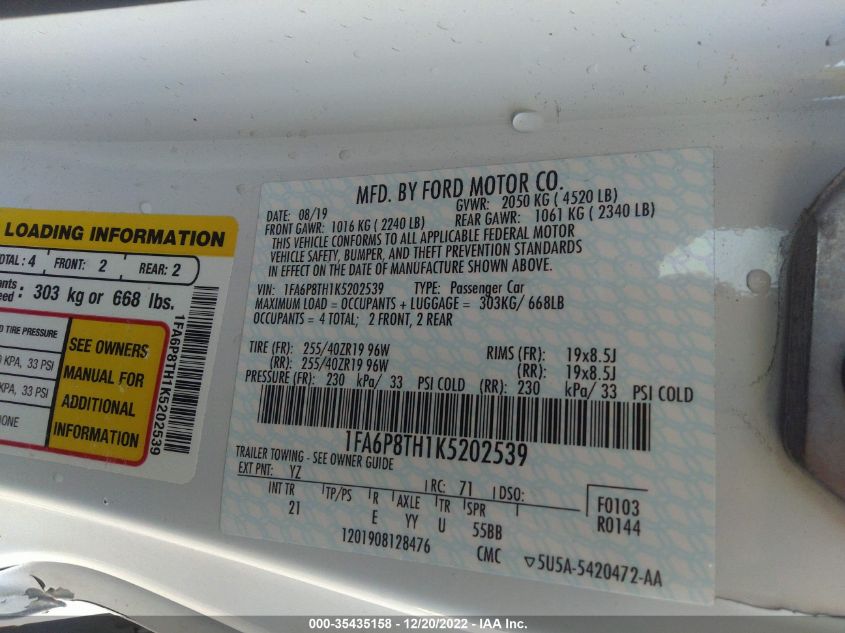 LOADING INFORMATION
OTAL : 4 FRONT: 2 REAR: 2
ants
eed : 303 kg or 668 lbs.
D TIRE PRESSURE
KPA, 33 PSI
KPA, 33 PSI
ONE
SEE OWNERS
MANUAL FOR
ADDITIONAL
INFORMATION
1FA6P8TH1K5202539
MFD. BY FORD MOTOR CO.
DATE: 08/19 GVWR: 2050 KG ( 4520 LB)
FRONT GAWR: 1016 KG ( 2240 LB) REAR GAWR: 1061 KG ( 2340 LB)
THIS VEHICLE CONFORMS TO ALL APPLICABLE FEDERAL MOTOR
VEHICLE SAFETY, BUMPER, AND THEFT PREVENTION STANDARDS
IN EFFECT ON THE DATE OF MANUFACTURE SHOWN ABOVE.
VIN: 1FA6P8TH1K5202539 TYPE: Passenger Car
MAXIMUM LOAD = OCCUPANTS + LUGGAGE = 303KG/ 668LB
OCCUPANTS = 4 TOTAL; 2 FRONT, 2 REAR
TIRE (FR): 255/40ZR19 96W RIMS (FR): 19x8.5J
(RR): 255/40ZR19 96W (RR): 19x8.5J
PRESSURE (FR): 230 kPa/ 33 PSI COLD (RR): 230 kPa/ 33 PSI COLD
1FA6P8TH1K5202539
TRAILER TOWING - SEE OWNER GUIDE
EXT PNT: YZ RC: 71 DSO:
INT TR TP/PS R AXLE TR SPR
21 E YY U 55BB
F0103
R0144
1201908128476 CMC 5U5A-5420472-AA
000-35435158 - 12/20/2022 - IAA Inc.